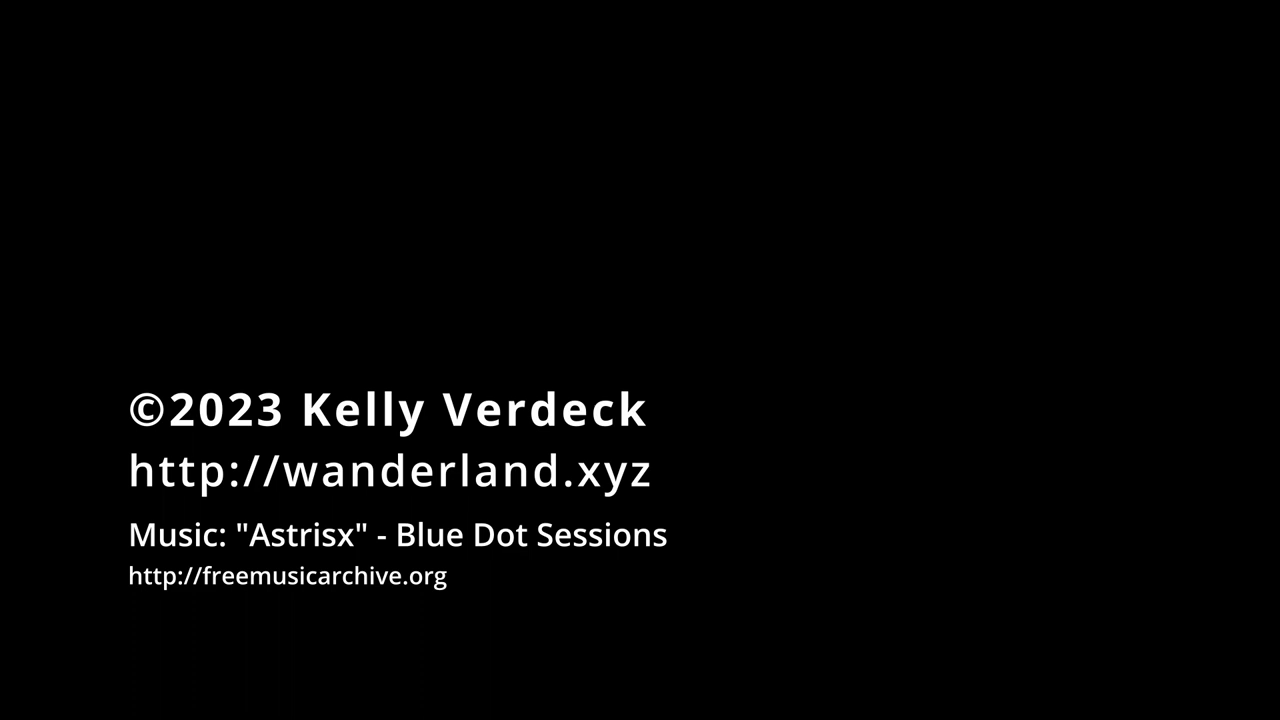 ©2023 Kelly Verdeck
http://wanderland.xyz
Music: "Astrisx" - Blue Dot Sessions
http://freemusicarchive.org